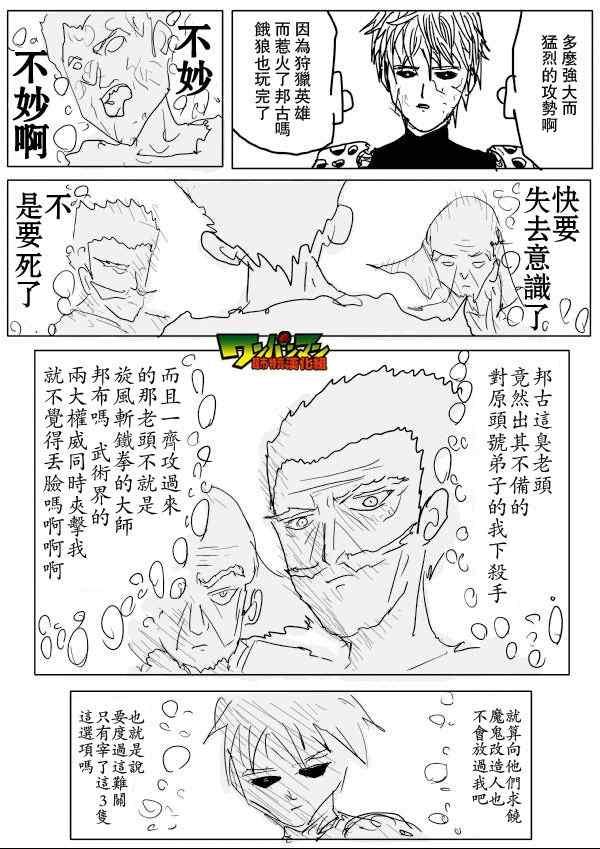 多麼強大而
猛烈的攻勢啊
因為狩獵英雄
而惹火了邦古嗎
餓狼也玩完了
不妙
不妙啊
快要
失去意識了
不
是要死了
ワンパンマン
邦古這臭老頭
竟然出其不備的
對原頭號弟子的我下殺手
而且一齊攻過來
的那老頭不就是
旋風斬鐵拳的大師
邦布嗎 武術界的
兩大權威同時夾擊我
就不覺得丟臉嗎啊啊啊
就算向他們求饒
魔鬼改造人也
不會放過我吧
也就是說
要度過這難關
只有宰了這3隻
這選項嗎